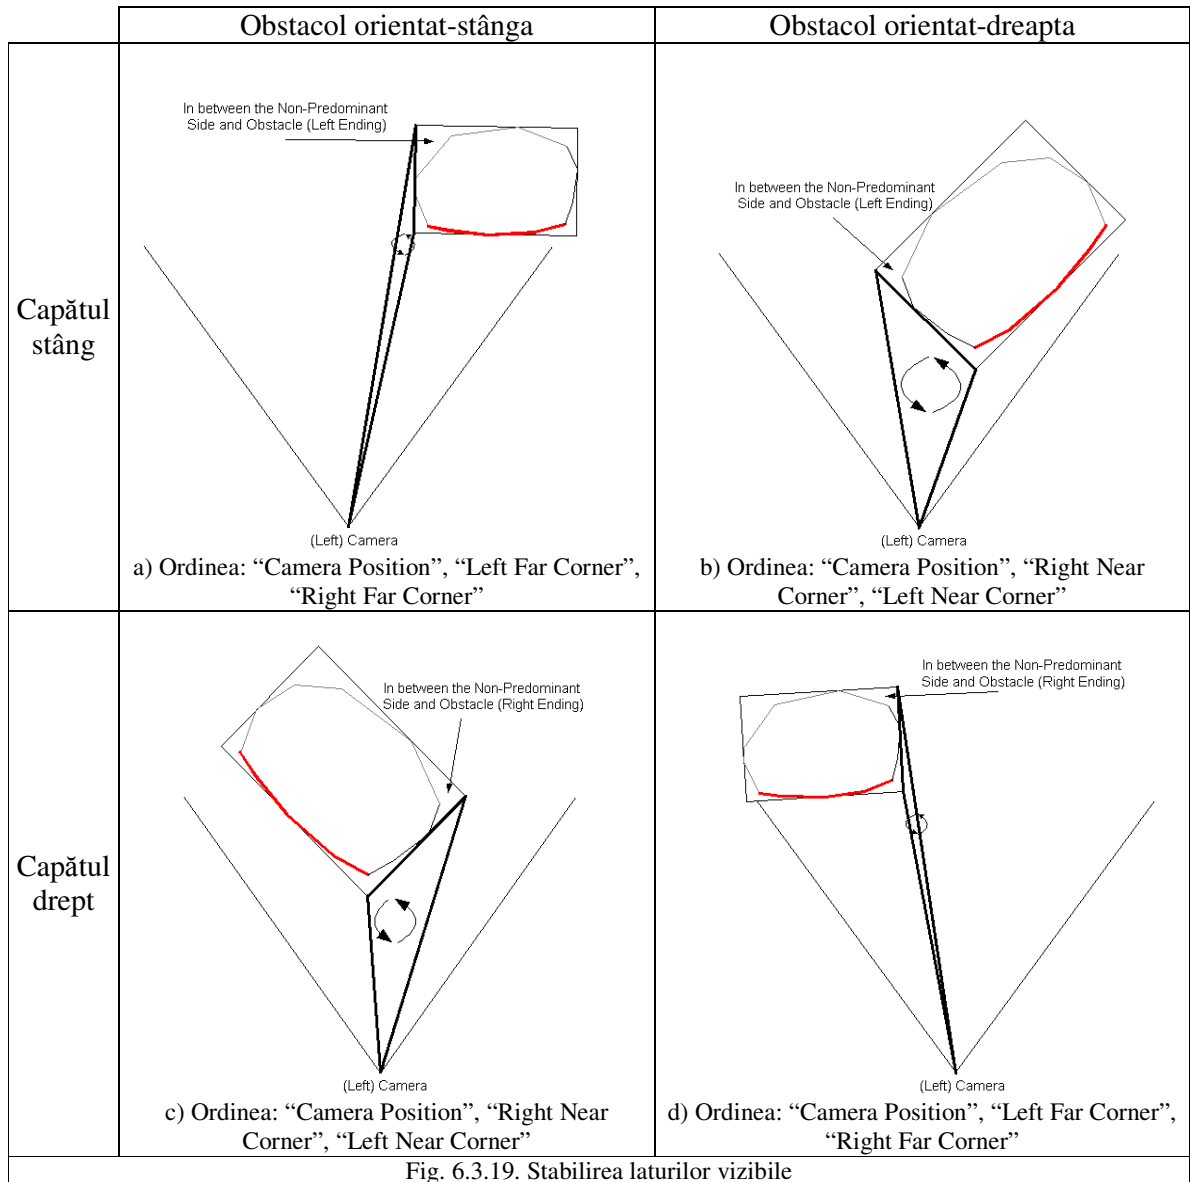 Obstacol orientat-stânga
Obstacol orientat-dreapta
Capătul
stâng
In between the Non-Predominant
Side and Obstacle (Left Ending)
(Left) Camera
a) Ordinea: “Camera Position”, “Left Far Corner”,
“Right Far Corner”
In between the Non-Predominant
Side and Obstacle (Left Ending)
(Left) Camera
b) Ordinea: “Camera Position”, “Right Near
Corner”, “Left Near Corner”
Capătul
drept
In between the Non-Predominant
Side and Obstacle (Right Ending)
(Left) Camera
c) Ordinea: “Camera Position”, “Right Near
Corner”, “Left Near Corner”
In between the Non-Predominant
Side and Obstacle (Right Ending)
(Left) Camera
d) Ordinea: “Camera Position”, “Left Far Corner”,
“Right Far Corner”
Fig. 6.3.19. Stabilirea laturilor vizibile